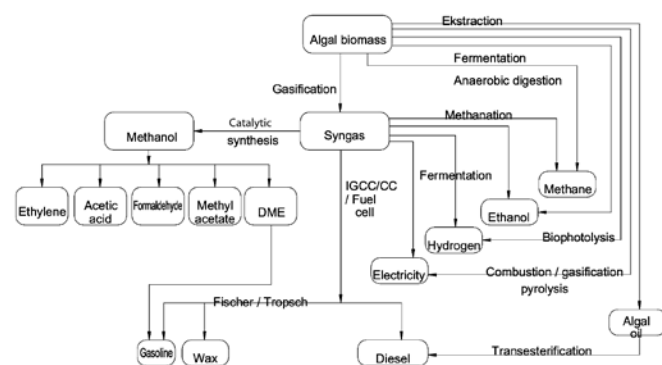 Ekstraction
Algal biomass
Fermentation
Anaerobic digestion
Gasification
Methanation
Catalytic
synthesis
Methanol
Syngas
IGCC/CC
/ Fuel
cell
Fermentation
Methane
Ethylene
Acetic
acid
Formaldehyde
Methyl
acetate
DME
Ethanol
Hydrogen
Biophotolysis
Electricity
Combustion / gasification
pyrolysis
Fischer / Tropsch
Algal
oil
Gasoline
Wax
Diesel
Transesterification